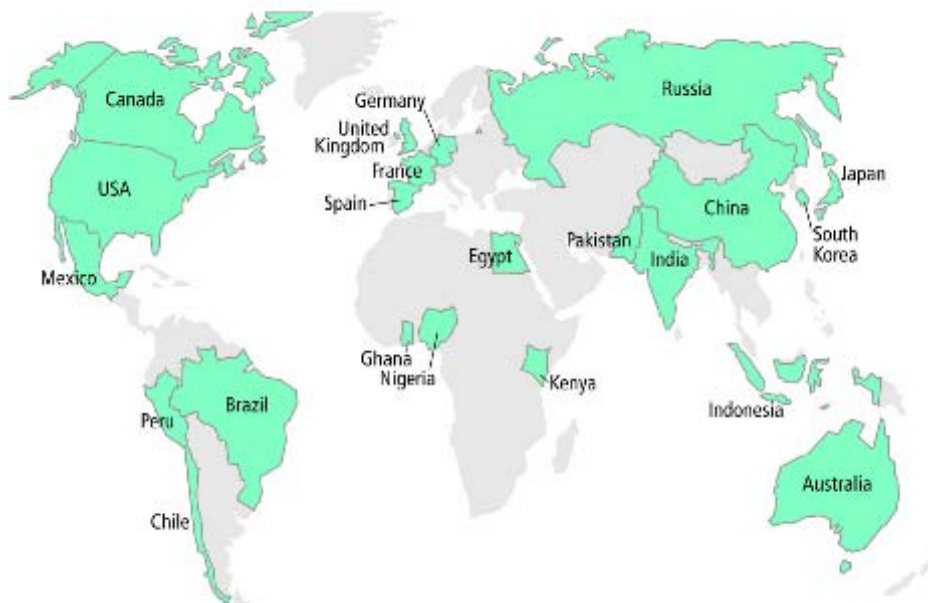 Canada
USA
Mexico
Peru
Brazil
Chile
Germany
United
Kingdom
France
Spain
Egypt
Ghana
Nigeria
Kenya
Russia
Japan
China
South
Korea
Pakistan
India
Indonesia
Australia